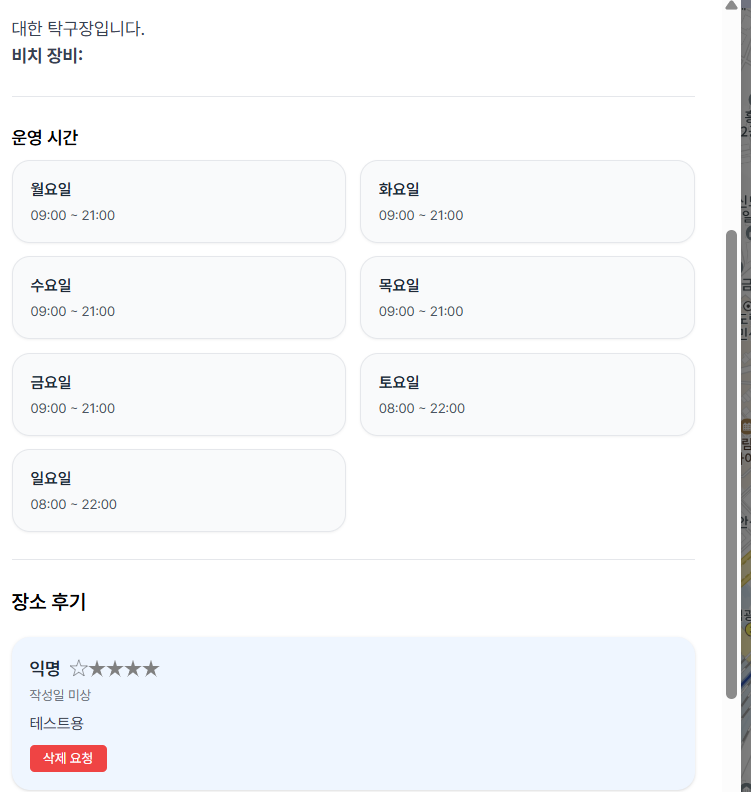 대한 탁구장입니다.
비치 장비:
운영 시간
월요일
09:00 ~ 21:00
화요일
09:00 ~ 21:00
수요일
09:00 ~ 21:00
목요일
09:00 ~ 21:00
금요일
09:00 ~ 21:00
토요일
08:00 ~ 22:00
일요일
08:00 ~ 22:00
장소 후기
익명 ☆★★★★
작성일 미상
테스트용
삭제 요청